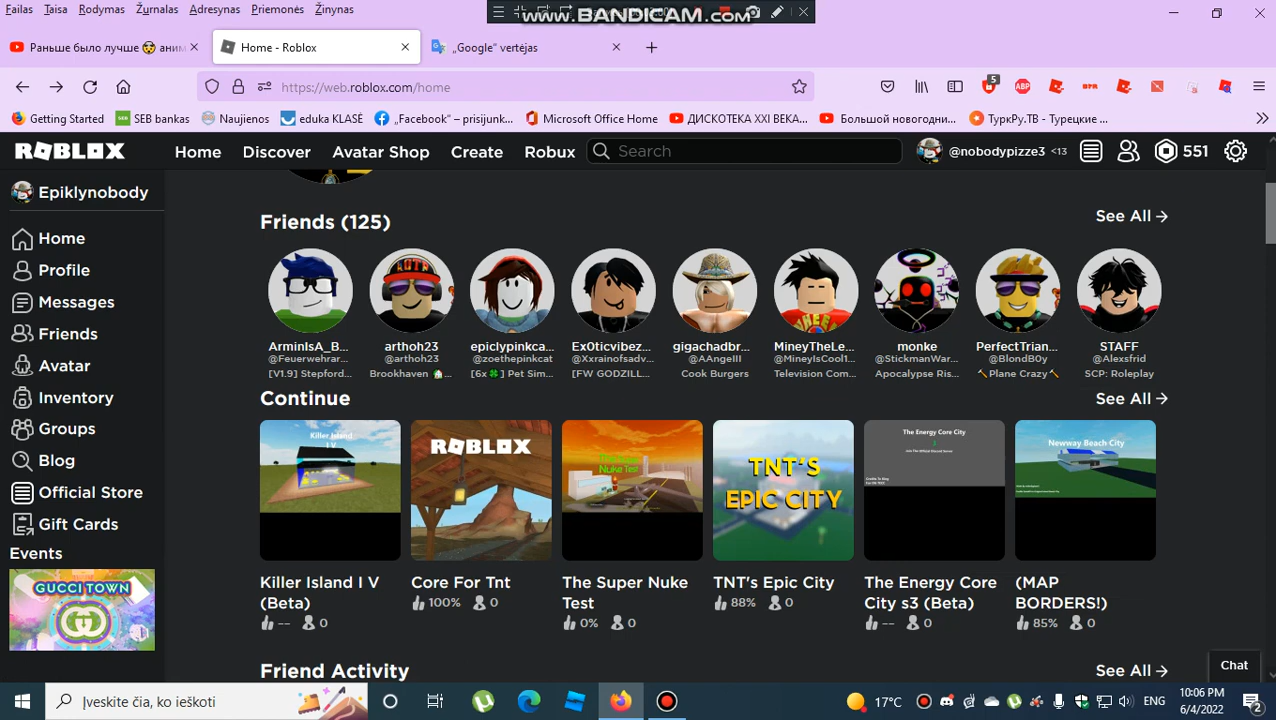 Failas Taisa Rodymas Žurnalas Adresynas Priemonės Žinynas
www.BANDICAM.com
Раньше было лучше 🤯 аним
Home - Roblox
„Google“ vertėjas
https://web.roblox.com/home
5
ABP
BTR
Getting Started
SEB bankas
Naujienos
eduka KLASĖ
„Facebook“ – prisijunk...
Microsoft Office Home
ДИСКОТЕКА XXI ВЕКА...
Большой новогодни...
ТуркРу.ТВ - Турецкие ...
ROBLOX
Home
Discover
Avatar Shop
Create
Robux
Search
@nobodypizze3 <13
551
Epiklynobody
Home
Profile
Messages
Friends
Avatar
Inventory
Groups
Blog
Official Store
Gift Cards
Events
GUCCI TOWN
Friends (125)
See All →
ArminIsA_B...
@Feuerwehrar...
[V1.9] Stepford...
arthoh23
@arthoh23
Brookhaven 🏠...
epiclypinkca...
@zoethepinkcat
[6x🍀] Pet Sim...
ExOticvibez...
@Xxrainofsadv...
[FW GODZILL...
gigachadbr...
@AAngelII
Cook Burgers
MineyTheLe...
@MineyIsCool1...
Television Com...
monke
@StickmanWar...
Apocalypse Ris...
PerfectTrian...
@BlondB0y
🔨Plane Crazy🔨
STAFF
@Alexsfrid
SCP: Roleplay
Continue
See All →
Killer Island
I V
ROBLOX
The Super
Nuke Test
TNT'S
EPIC CITY
The Energy Core City
Newway Beach City
Killer Island I V
(Beta)
-- 0
Core For Tnt
100% 0
The Super Nuke
Test
0% 0
TNT's Epic City
88% 0
The Energy Core
City s3 (Beta)
-- 0
(MAP
BORDERS!)
85% 0
Friend Activity
See All →
Chat
Įveskite čia, ko ieškoti
17°C
ENG
10:06 PM
6/4/2022
2